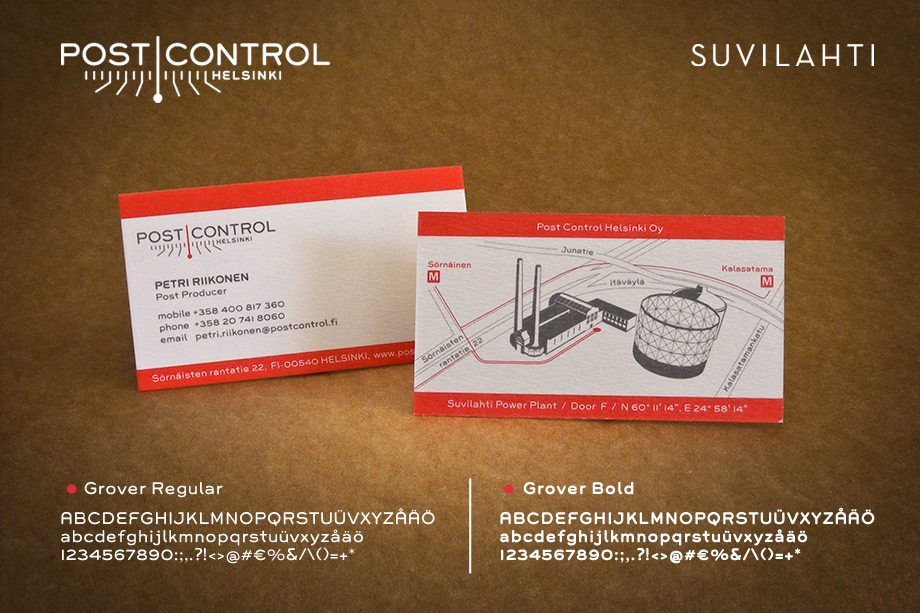 POST CONTROL
HELSINKI
SUVILAHTI
POST CONTROL
HELSINKI
PETRI RIIKONEN
Post Producer
mobile +358 400 817 360
phone +358 20 741 8060
email petri.riikonen@postcontrol.fi
Sörnäisten rantatie 22, FI-00540 HELSINKI, www.pos
Post Control Helsinki Oy
Junatie
Sörnäinen
M
Kalasatama
M
Itäväylä
Sörnäisten
rantatie 22
Kalasatamankatu
Suvilahti Power Plant / Door F / N 60° 11' 14", E 24° 58' 14"
Grover Regular
ABCDEFGHIJKLMNOPQRSTUÜVXYZÅÄÖ
abcdefghijklmnopqrstuüvxyzåäö
1234567890:;,.?!<>@#€%&/\()=+*
Grover Bold
ABCDEFGHIJKLMNOPQRSTUÜVXYZÅÄÖ
abcdefghijklmnopqrstuüvxyzåäö
1234567890:;,.?!<>@#€%&/\()=+*